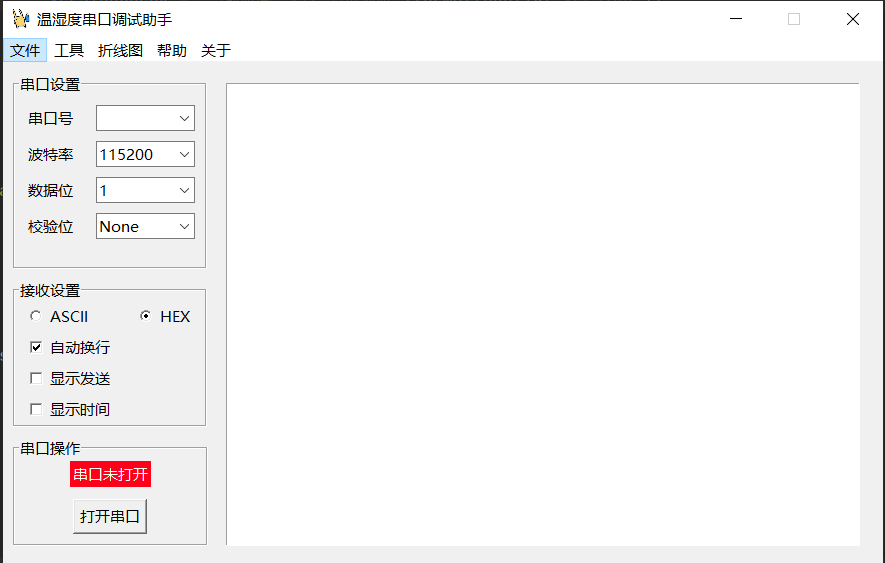 温湿度串口调试助手
文件 工具 折线图 帮助 关于
串口设置
串口号
波特率 115200
数据位 1
校验位 None
接收设置
ASCII HEX
自动换行
显示发送
显示时间
串口操作
串口未打开
打开串口